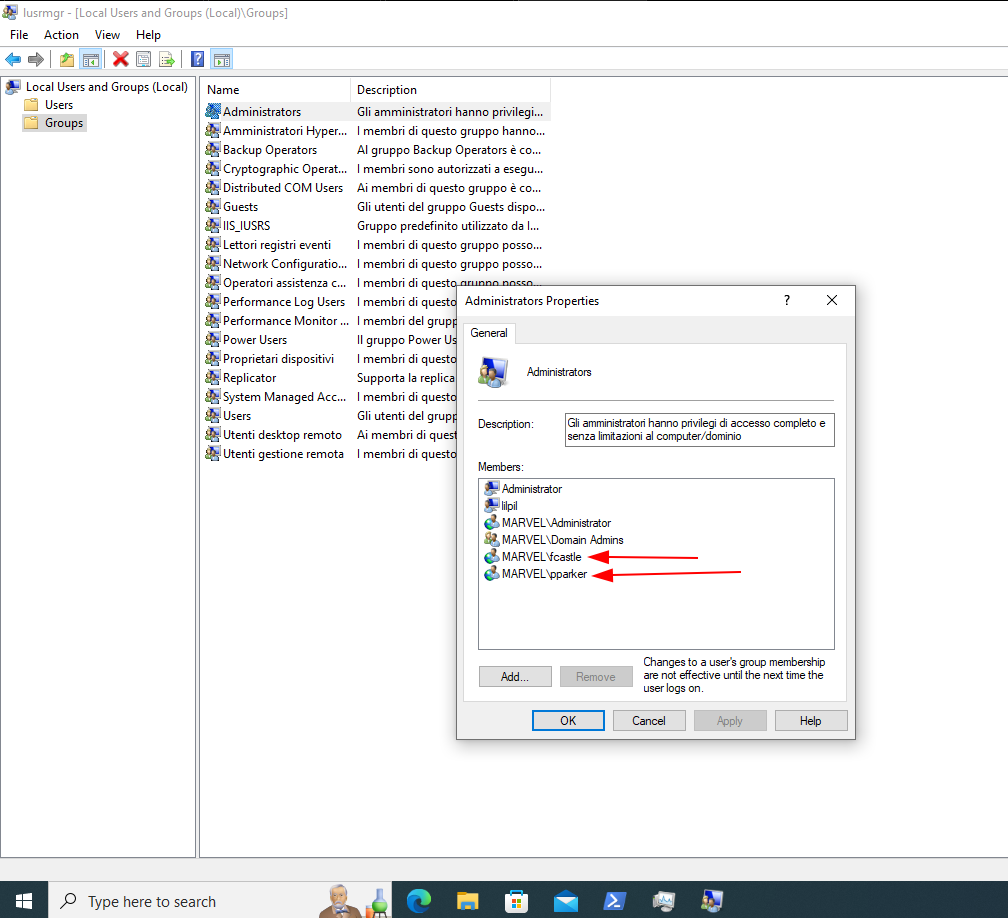 lusrmgr - [Local Users and Groups (Local)\Groups]
File Action View Help
Local Users and Groups (Local)
Users
Groups
Name Description
Administrators Gli amministratori hanno privilegi...
Amministratori Hyper... I membri di questo gruppo hanno...
Backup Operators Al gruppo Backup Operators è co...
Cryptographic Operat... I membri sono autorizzati a esegu...
Distributed COM Users Ai membri di questo gruppo è co...
Guests Gli utenti del gruppo Guests dispo...
IIS_IUSRS Gruppo predefinito utilizzato da I...
Lettori registri eventi I membri di questo gruppo posso...
Network Configuratio... I membri di questo gruppo posso...
Operatori assistenza c... I membri di questo gruppo posso...
Performance Log Users I membri di questo
Performance Monitor ... I membri del grupp
Power Users Il gruppo Power Us
Proprietari dispositivi I membri di questo
Replicator Supporta la replica
System Managed Acc... I membri di questo
Users Gli utenti del grupp
Utenti desktop remoto Ai membri di quest
Utenti gestione remota I membri di questo
Administrators Properties ?
General
Administrators
Description: Gli amministratori hanno privilegi di accesso completo e
senza limitazioni al computer/dominio
Members:
Administrator
lilpil
MARVEL\Administrator
MARVEL\Domain Admins
MARVEL\fcastle
MARVEL\pparker
Add... Remove
Changes to a user's group membership
are not effective until the next time the
user logs on.
OK Cancel Apply Help
Type here to search